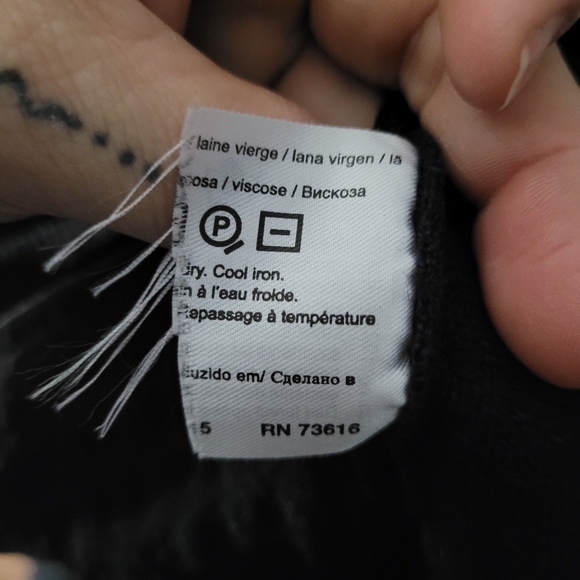 laine vierge / lana virgen / la
osa / viscose / Вискоза
P
dry. Cool iron.
n à l'eau froide.
epassage à température
uzido em/ Сделано в
5 RN 73616